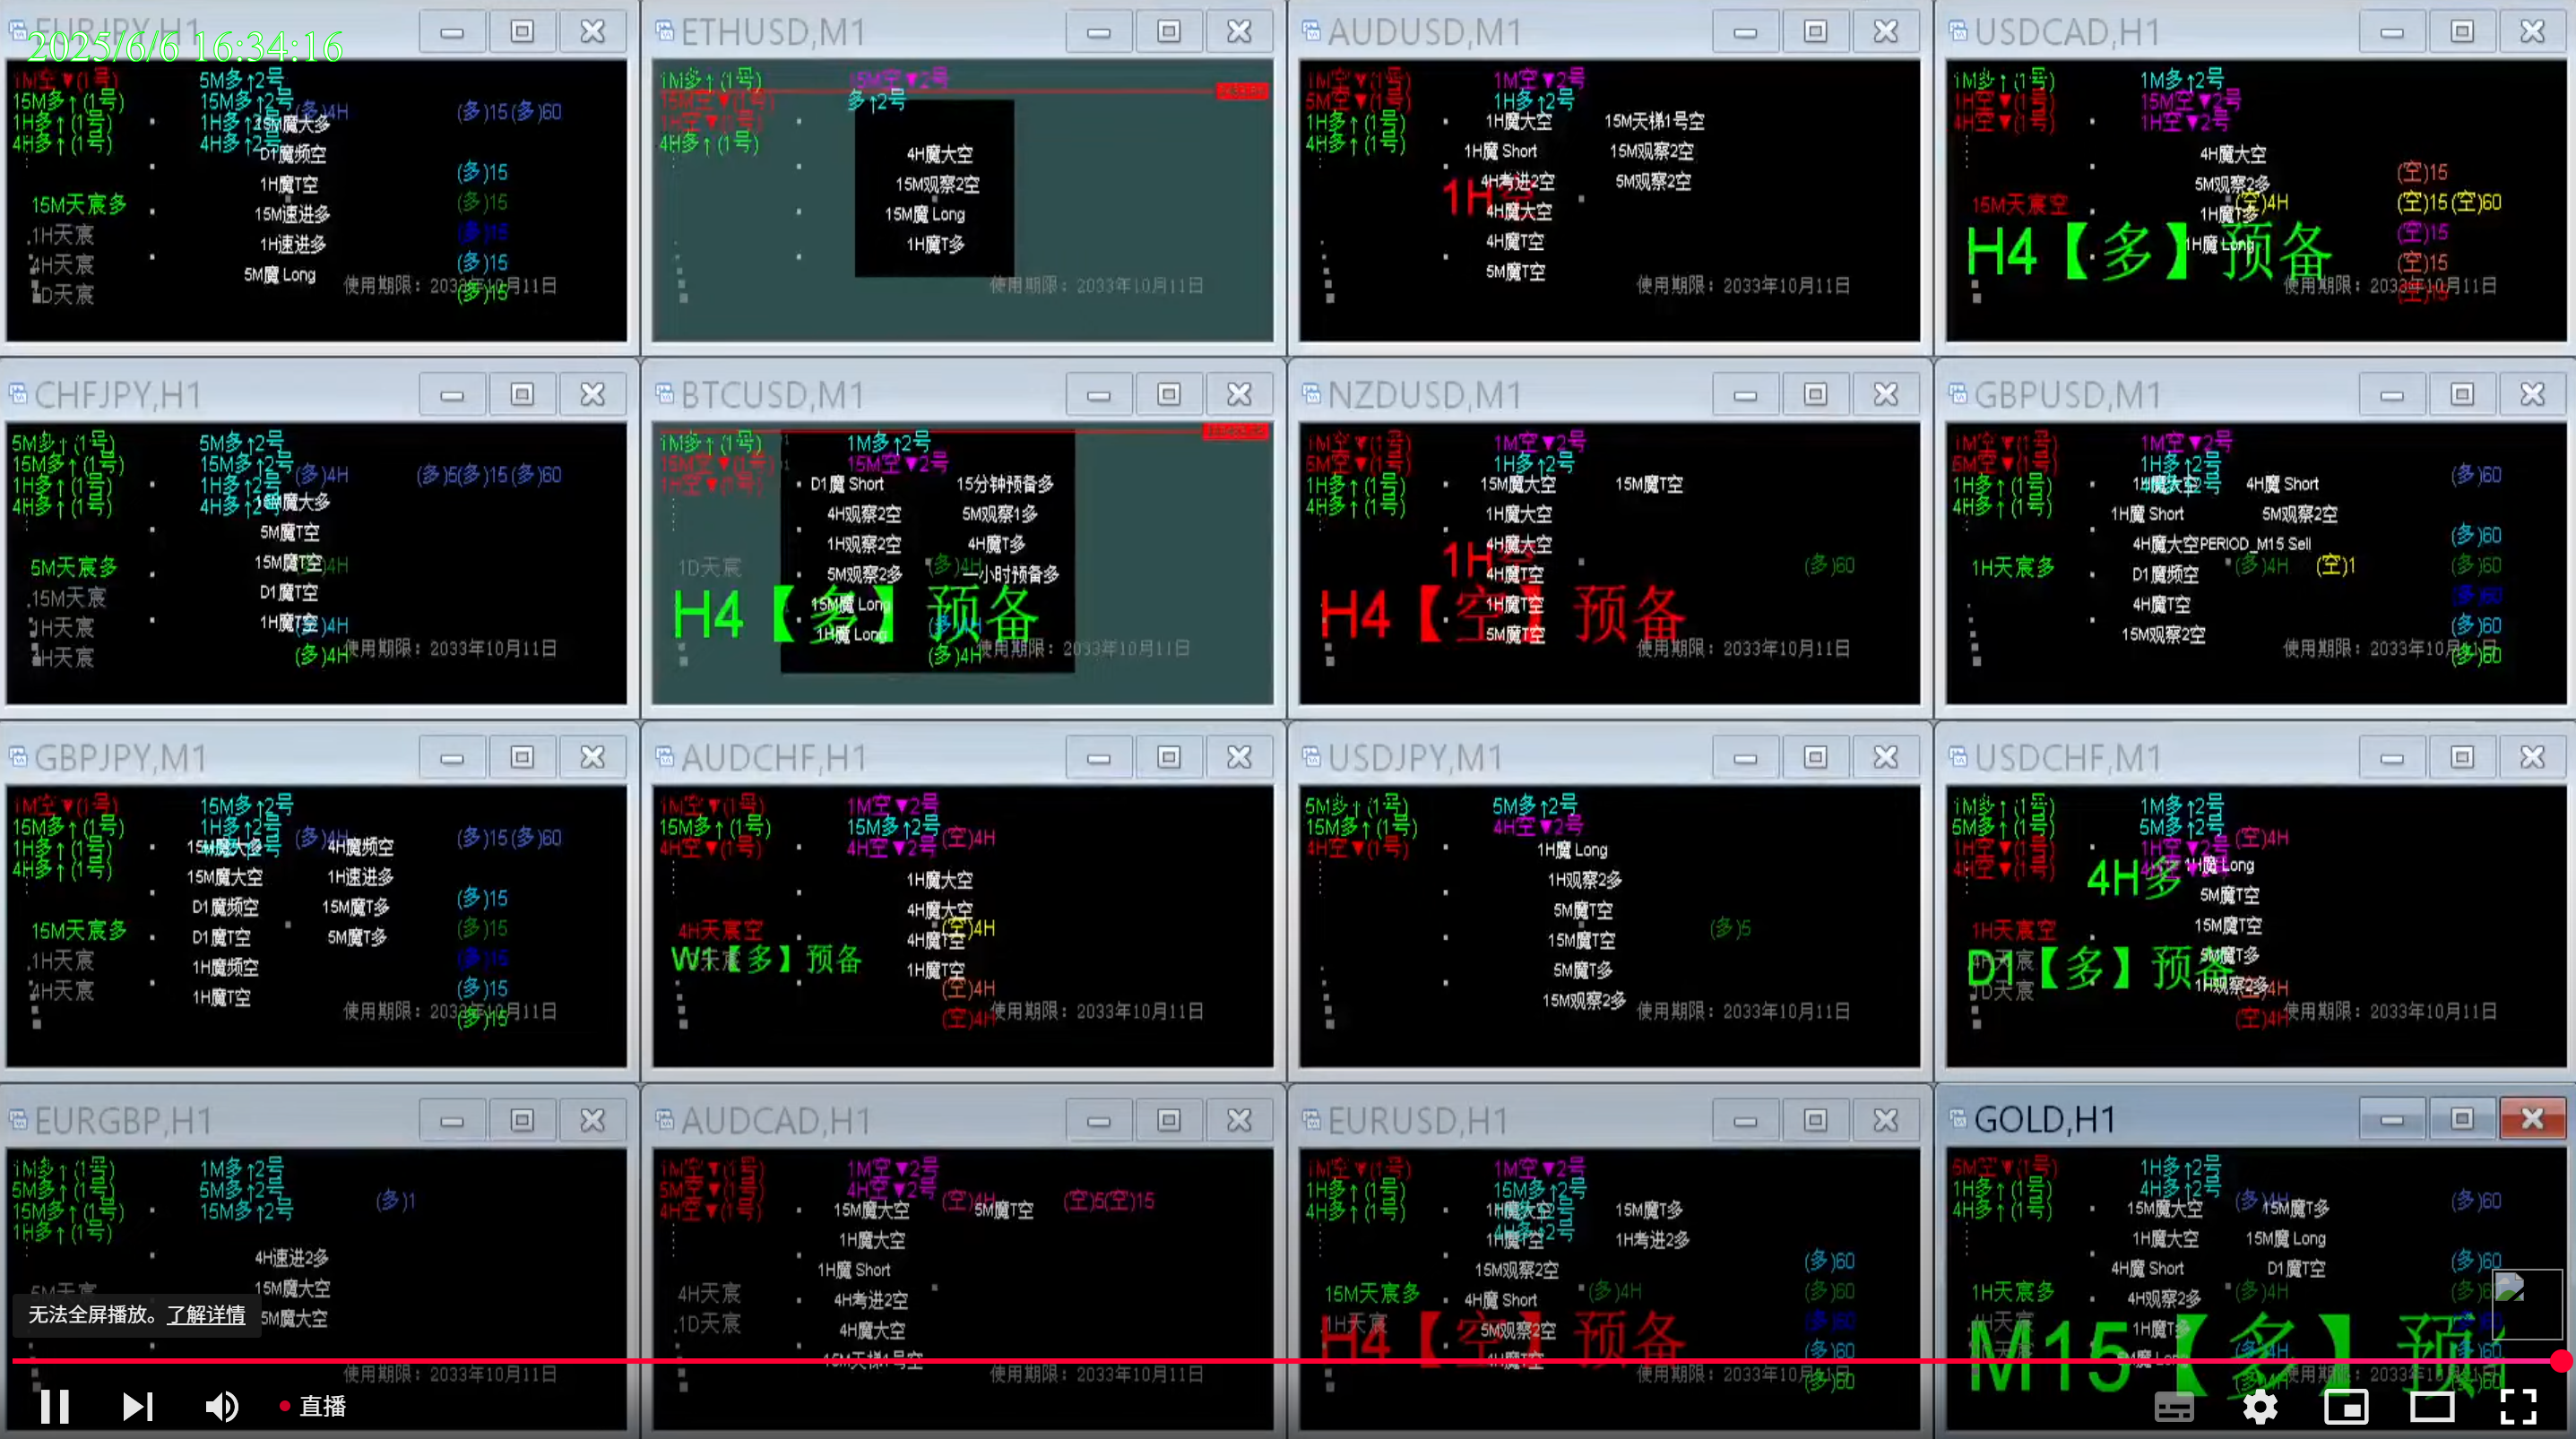 2025/6/6 16:34:16
EURJPY,H1
1M空▼(1号)
5M多↑2号
15M多↑(1号)
15M多↑2号
(多)4H
(多)15(多)60
1H多↑(1号)
1H多↑2号
15M魔大多
4H多↑(1号)
4H多↑2号
D1魔频空
(多)15
1H魔T空
15M天宸多
(多)15
15M速进多
1H天宸
(多)15
1H速进多
4H天宸
(多)15
5M魔 Long
D天宸
(多)15
使用期限：2033年10月11日
ETHUSD,M1
1M多↑(1号)
15M空▼2号
15M空▼(1号)
多↑2号
1H空▼(1号)
4H多↑(1号)
4H魔大空
15M观察2空
15M魔 Long
1H魔T多
使用期限：2033年10月11日
AUDUSD,M1
1M空▼(1号)
1M空▼2号
5M空▼(1号)
1H多↑2号
1H多↑(1号)
1H魔大空
15M天梯1号空
4H多↑(1号)
1H魔 Short
15M观察2空
4H考进2空
5M观察2空
1H空
4H魔大空
4H魔T空
5M魔T空
使用期限：2033年10月11日
USDCAD,H1
1M多↑(1号)
1M多↑2号
1H空▼(1号)
15M空▼2号
4H空▼(1号)
1H空▼2号
4H魔大空
(空)15
5M观察2多
15M天宸空
(空)4H
(空)15(空)60
1H魔T多
(空)15
H4【多】预备
1H魔 Long
(空)15
使用期限：2033年10月11日
(空)15
CHFJPY,H1
5M多↑(1号)
5M多↑2号
15M多↑(1号)
15M多↑2号
(多)4H
(多)5(多)15(多)60
1H多↑(1号)
1H多↑2号
15M魔大多
4H多↑(1号)
4H多↑2号
5M魔T空
15M魔T空
(多)4H
5M天宸多
D1魔T空
15M天宸
1H魔T空
(多)4H
1H天宸
4H天宸
(多)4H
使用期限：2033年10月11日
BTCUSD,M1
1M多↑(1号)
1M多↑2号
15M空▼(1号)
15M空▼2号
1H空▼(1号)
D1魔 Short
15分钟预备多
4H观察2空
5M观察1多
1H观察2空
4H魔T多
1D天宸
5M观察2多
(多)4H
一小时预备多
H4【多】预备
15M魔 Long
1H魔 Long
(多)4H
使用期限：2033年10月11日
NZDUSD,M1
1M空▼(1号)
1M空▼2号
5M空▼(1号)
1H多↑2号
1H多↑(1号)
15M魔大空
15M魔T空
4H多↑(1号)
1H魔大空
4H魔大空
1H空
4H魔T空
(多)60
1H魔T空
H4【空】预备
5M魔T空
使用期限：2033年10月11日
GBPUSD,M1
1M空▼(1号)
1M空▼2号
5M空▼(1号)
1H多↑2号
(多)60
1H多↑(1号)
1H魔大空
4H魔 Short
4H多↑(1号)
1H魔 Short
5M观察2空
4H魔大空PERIOD_M15 Sell
(多)60
1H天宸多
D1魔频空
(多)4H
(空)1
(多)60
4H魔T空
(多)60
15M观察2空
(多)60
使用期限：2033年10月11日
(多)60
GBPJPY,M1
1M空▼(1号)
15M多↑2号
15M多↑(1号)
1H多↑2号
(多)4H
(多)15(多)60
1H多↑(1号)
15M魔大多
4H魔频空
4H多↑(1号)
15M魔大空
1H速进多
D1魔频空
15M魔T多
(多)15
15M天宸多
D1魔T空
5M魔T多
(多)15
1H天宸
1H魔频空
(多)15
4H天宸
1H魔T空
(多)15
使用期限：2033年10月11日
(多)15
AUDCHF,H1
1M空▼(1号)
1M空▼2号
15M多↑(1号)
15M多↑2号
(空)4H
4H空▼(1号)
4H空▼2号
1H魔大空
4H魔大空
4H天宸空
(空)4H
4H魔T空
W1【多】预备
1H魔T空
(空)4H
(空)4H
使用期限：2033年10月11日
USDJPY,M1
5M多↑(1号)
5M多↑2号
15M多↑(1号)
4H空▼2号
4H空▼(1号)
1H魔 Long
1H观察2多
5M魔T空
(多)5
15M魔T空
5M魔T多
15M观察2多
使用期限：2033年10月11日
USDCHF,M1
1M多↑(1号)
1M多↑2号
5M多↑(1号)
5M多↑2号
(空)4H
1H空▼(1号)
1H空▼2号
4H空▼(1号)
1H魔 Long
4H多
5M魔T空
15M魔T空
1H天宸空
5M魔T多
4H天宸
D1【多】预备
1H观察2多
D天宸
(空)4H
(空)4H
使用期限：2033年10月11日
EURGBP,H1
1M多↑(1号)
1M多↑2号
5M多↑(1号)
5M多↑2号
(多)1
15M多↑(1号)
15M多↑2号
1H多↑(1号)
4H速进2多
15M魔大空
5M天宸
5M魔大空
使用期限：2033年10月11日
AUDCAD,H1
1M空▼(1号)
1M空▼2号
5M空▼(1号)
4H空▼2号
(空)4H
(空)5(空)15
4H空▼(1号)
15M魔大空
5M魔T空
1H魔大空
1H魔 Short
4H天宸
4H考进2空
1D天宸
4H魔大空
15M天梯1号空
使用期限：2033年10月11日
EURUSD,H1
1M空▼(1号)
1M空▼2号
1H多↑(1号)
15M多↑2号
4H多↑(1号)
1H魔大空
15M魔T多
4H多↑2号
1H魔T空
1H考进2多
15M观察2空
(多)60
15M天宸多
4H魔 Short
(多)4H
(多)60
1H天宸
5M观察2空
(多)60
H4【空】预备
4H魔T空
(多)60
使用期限：2033年10月11日
(多)60
GOLD,H1
5M空▼(1号)
1H多↑2号
1H多↑(1号)
4H多↑2号
(多)4H
(多)60
4H多↑(1号)
15M魔大空
15M魔T多
1H魔大空
15M魔 Long
4H魔 Short
D1魔T空
(多)60
1H天宸多
4H观察2多
(多)4H
1H魔T多
M15【多】预
使用期限：2033年10月11日
无法全屏播放。了解详情
直播